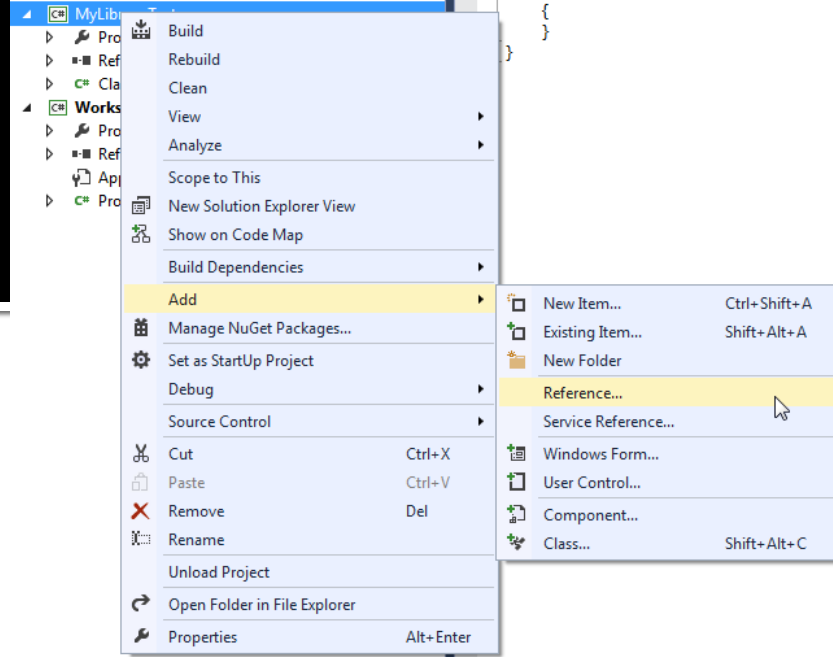 C# MyLibr
Pro
Ref
C# Cla
C# Works
Pro
Ref
App
C# Pro
{
}
}
Build
Rebuild
Clean
View
Analyze
Scope to This
New Solution Explorer View
Show on Code Map
Build Dependencies
Add
Manage NuGet Packages...
Set as StartUp Project
Debug
Source Control
Cut Ctrl+X
Paste Ctrl+V
Remove Del
Rename
Unload Project
Open Folder in File Explorer
Properties Alt+Enter
New Item... Ctrl+Shift+A
Existing Item... Shift+Alt+A
New Folder
Reference...
Service Reference...
Windows Form...
User Control...
Component...
Class... Shift+Alt+C